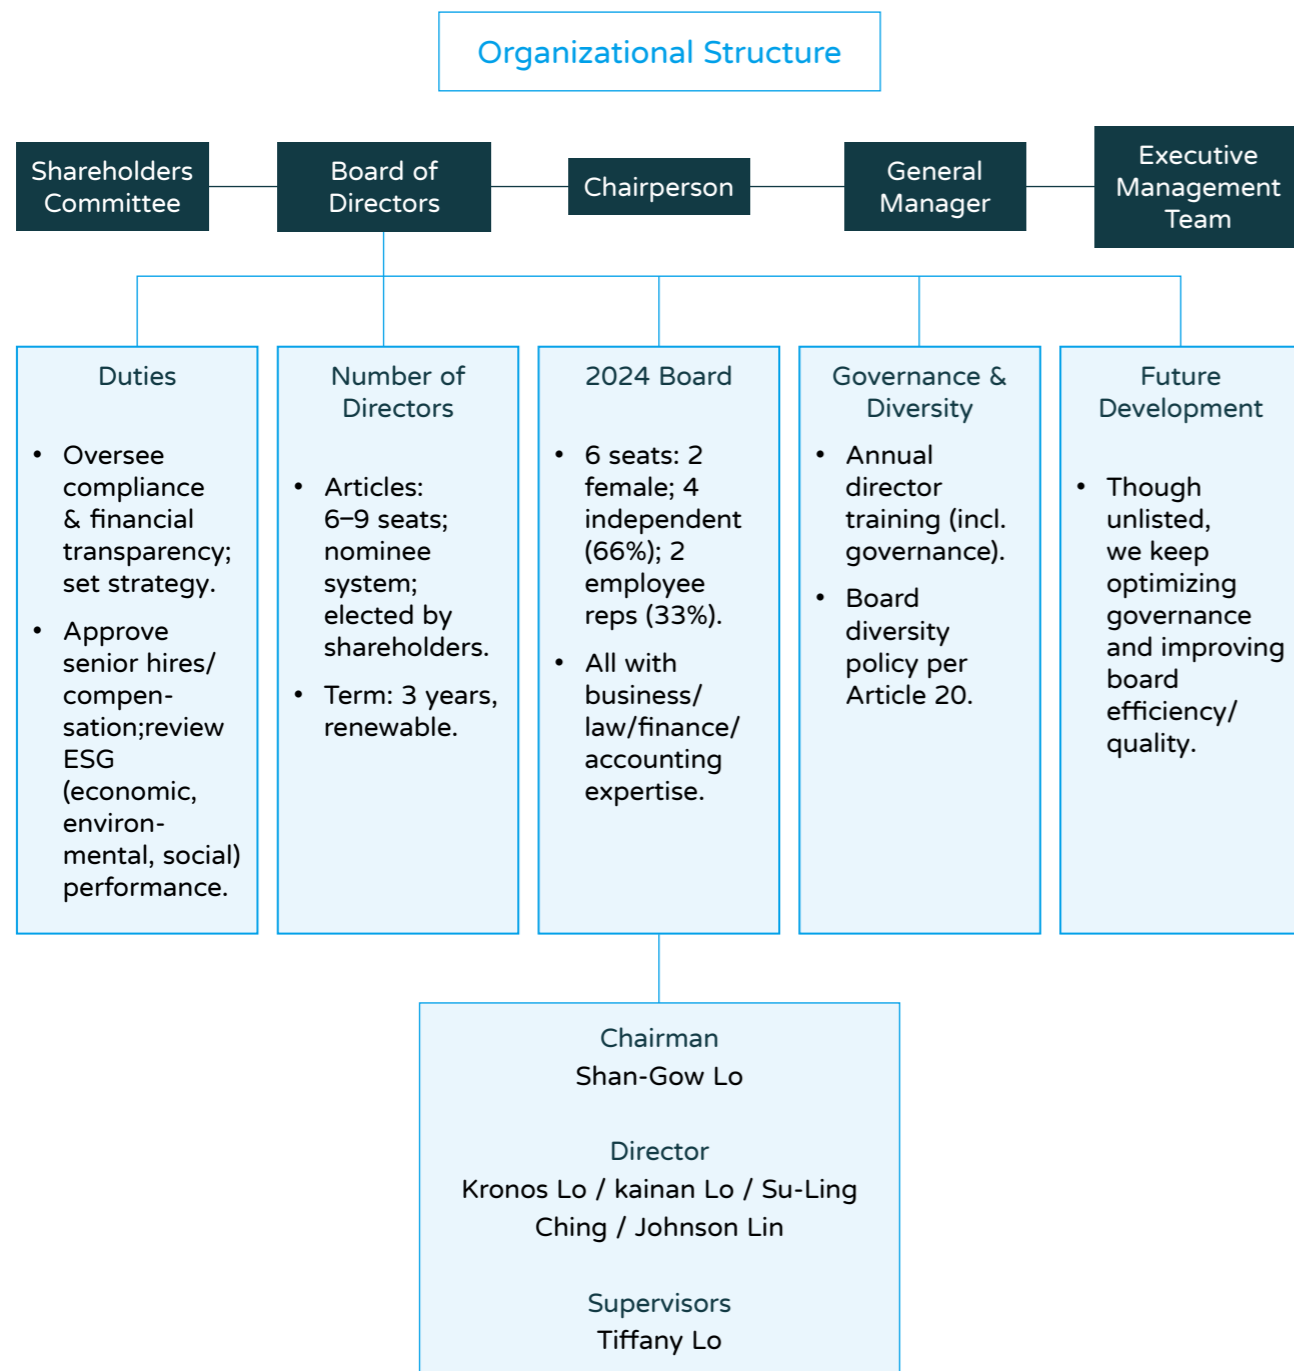 Organizational Structure
Shareholders
Committee
Board of
Directors
Chairperson
General
Manager
Executive
Management
Team
Duties
• Oversee
compliance
& financial
transparency;
set strategy.
• Approve
senior hires/
compen-
sation;review
ESG
(economic,
environ-
mental, social)
performance.
Number of
Directors
• Articles:
6–9 seats;
nominee
system;
elected by
shareholders.
• Term: 3 years,
renewable.
2024 Board
• 6 seats: 2
female; 4
independent
(66%); 2
employee
reps (33%).
• All with
business/
law/finance/
accounting
expertise.
Governance &
Diversity
• Annual
director
training (incl.
governance).
• Board
diversity
policy per
Article 20.
Future
Development
• Though
unlisted,
we keep
optimizing
governance
and improving
board
efficiency/
quality.
Chairman
Shan-Gow Lo
Director
Kronos Lo / kainan Lo / Su-Ling
Ching / Johnson Lin
Supervisors
Tiffany Lo